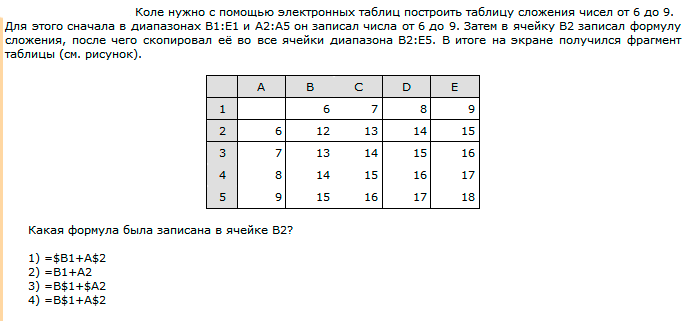 Коле нужно с помощью электронных таблиц построить таблицу сложения чисел от 6 до 9.
Для этого сначала в диапазонах B1:E1 и A2:A5 он записал числа от 6 до 9. Затем в ячейку B2 записал формулу
сложения, после чего скопировал её во все ячейки диапазона B2:E5. В итоге на экране получился фрагмент
таблицы (см. рисунок).
A B C D E
1 6 7 8 9
2 6 12 13 14 15
3 7 13 14 15 16
4 8 14 15 16 17
5 9 15 16 17 18
Какая формула была записана в ячейке B2?
1) =$B1+A$2
2) =B1+A2
3) =B$1+$A2
4) =B$1+A$2